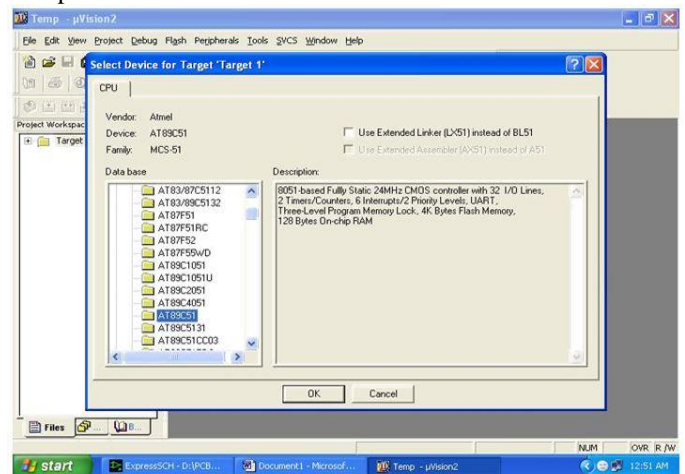 Temp - µVision2
File Edit View Project Debug Flash Peripherals Tools SVCS Window Help
Select Device for Target 'Target 1'
CPU
Vendor: Atmel
Device: AT89C51
Family: MCS-51
Use Extended Linker (LX51) instead of BL51
Use Extended Assembler (AX51) instead of A51
Project Workspac
Target
Data base
Description:
AT83/87C5112
AT83/89C5132
AT87F51
AT87F51RC
AT87F52
AT87F55WD
AT89C1051
AT89C1051U
AT89C2051
AT89C4051
AT89C51
AT89C5131
AT89C51CC03
8051-based Fully Static 24MHz CMOS controller with 32 I/O Lines,
2 Timers/Counters, 6 Interrupts/2 Priority Levels, UART,
Three-Level Program Memory Lock, 4K Bytes Flash Memory,
128 Bytes On-chip RAM
OK Cancel
Files ... B...
NUM OVR R/W
start ExpressSCH - D:\PCB... Document1 - Microsof... Temp - µVision2 12:51 AM